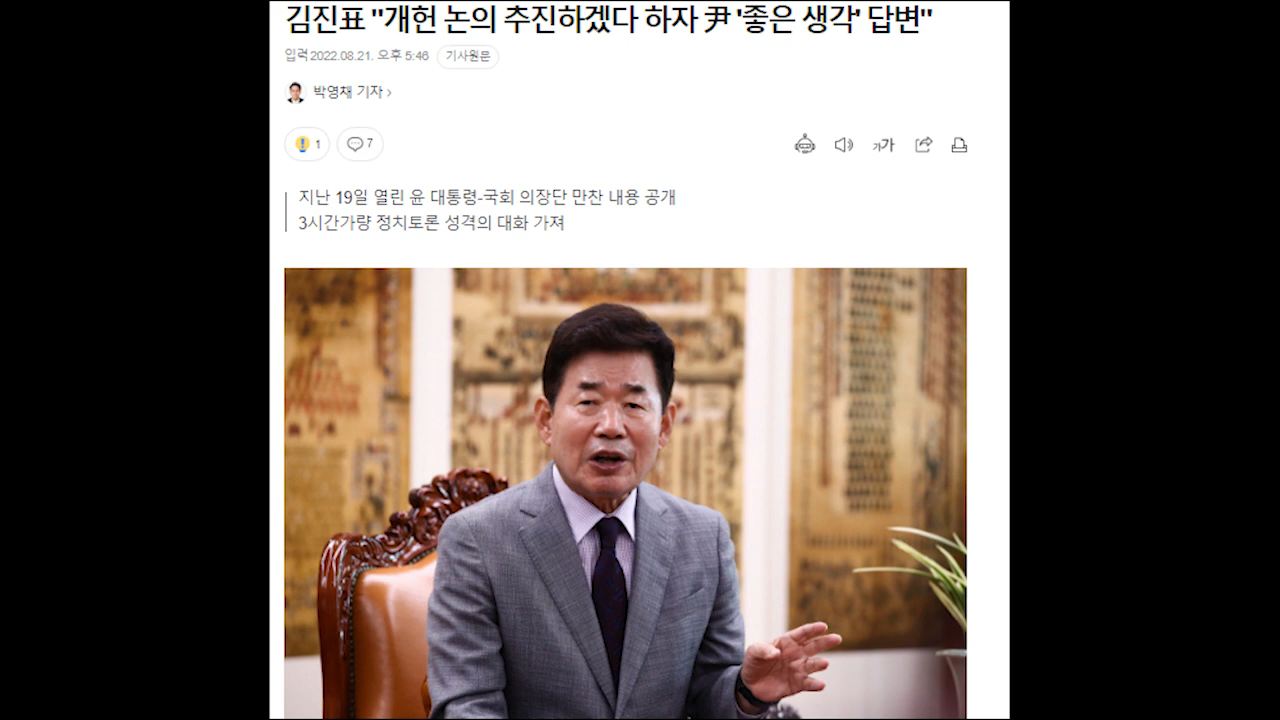 김진표 "개헌 논의 추진하겠다 하자 尹 '좋은 생각' 답변"
입력 2022.08.21. 오후 5:46 기사원문
박영채 기자 >
1 7 가가
지난 19일 열린 윤 대통령-국회 의장단 만찬 내용 공개
3시간가량 정치토론 성격의 대화 가져